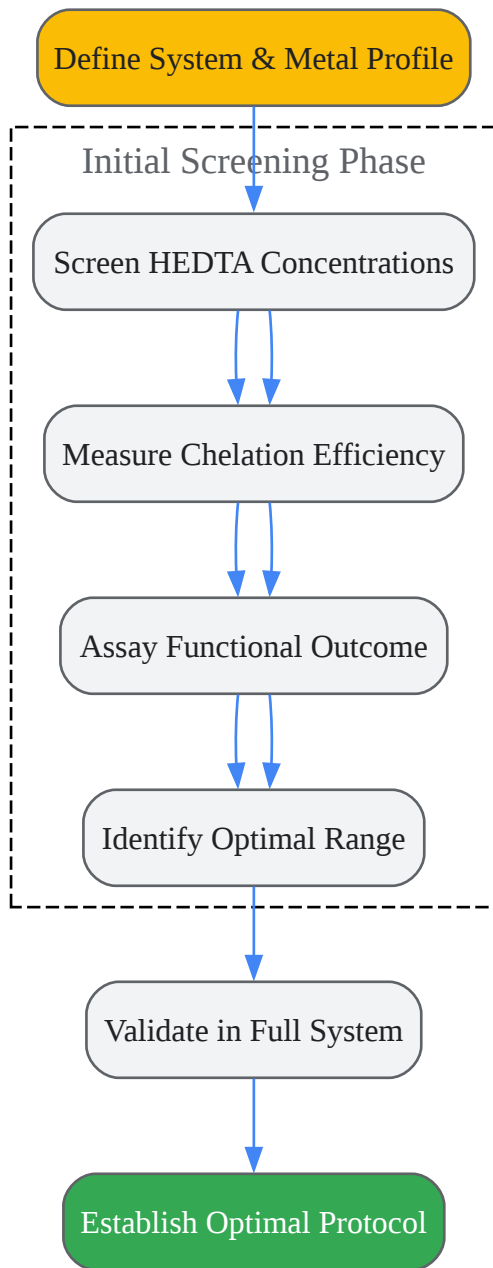 Define System & Metal Profile
Initial Screening Phase
Screen HEDTA Concentrations
Measure Chelation Efficiency
Assay Functional Outcome
Identify Optimal Range
Validate in Full System
Establish Optimal Protocol